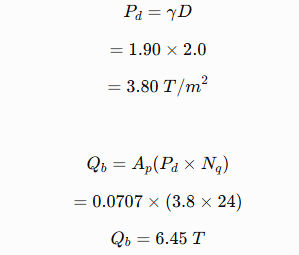 P_d = γD
= 1.90 × 2.0
= 3.80 T/m²
Q_b = A_p(P_d × N_q)
= 0.0707 × (3.8 × 24)
Q_b = 6.45 T